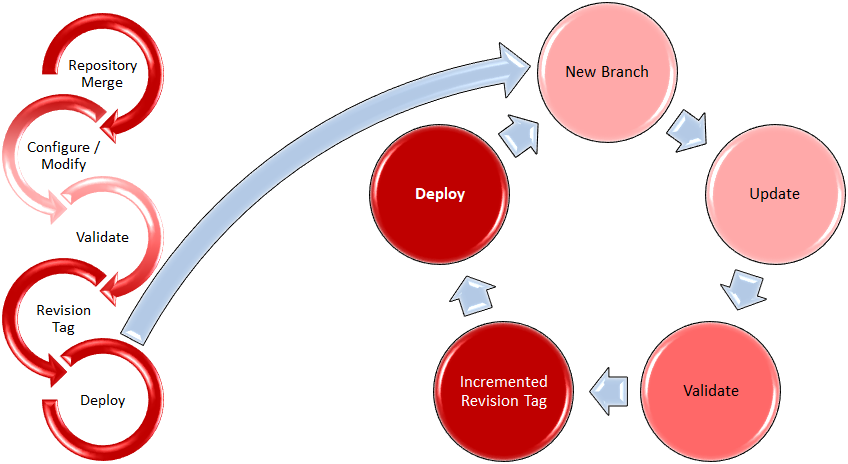 Repository
Merge
Configure /
Modify
Validate
Revision
Tag
Deploy
New Branch
Update
Validate
Incremented
Revision Tag
Deploy